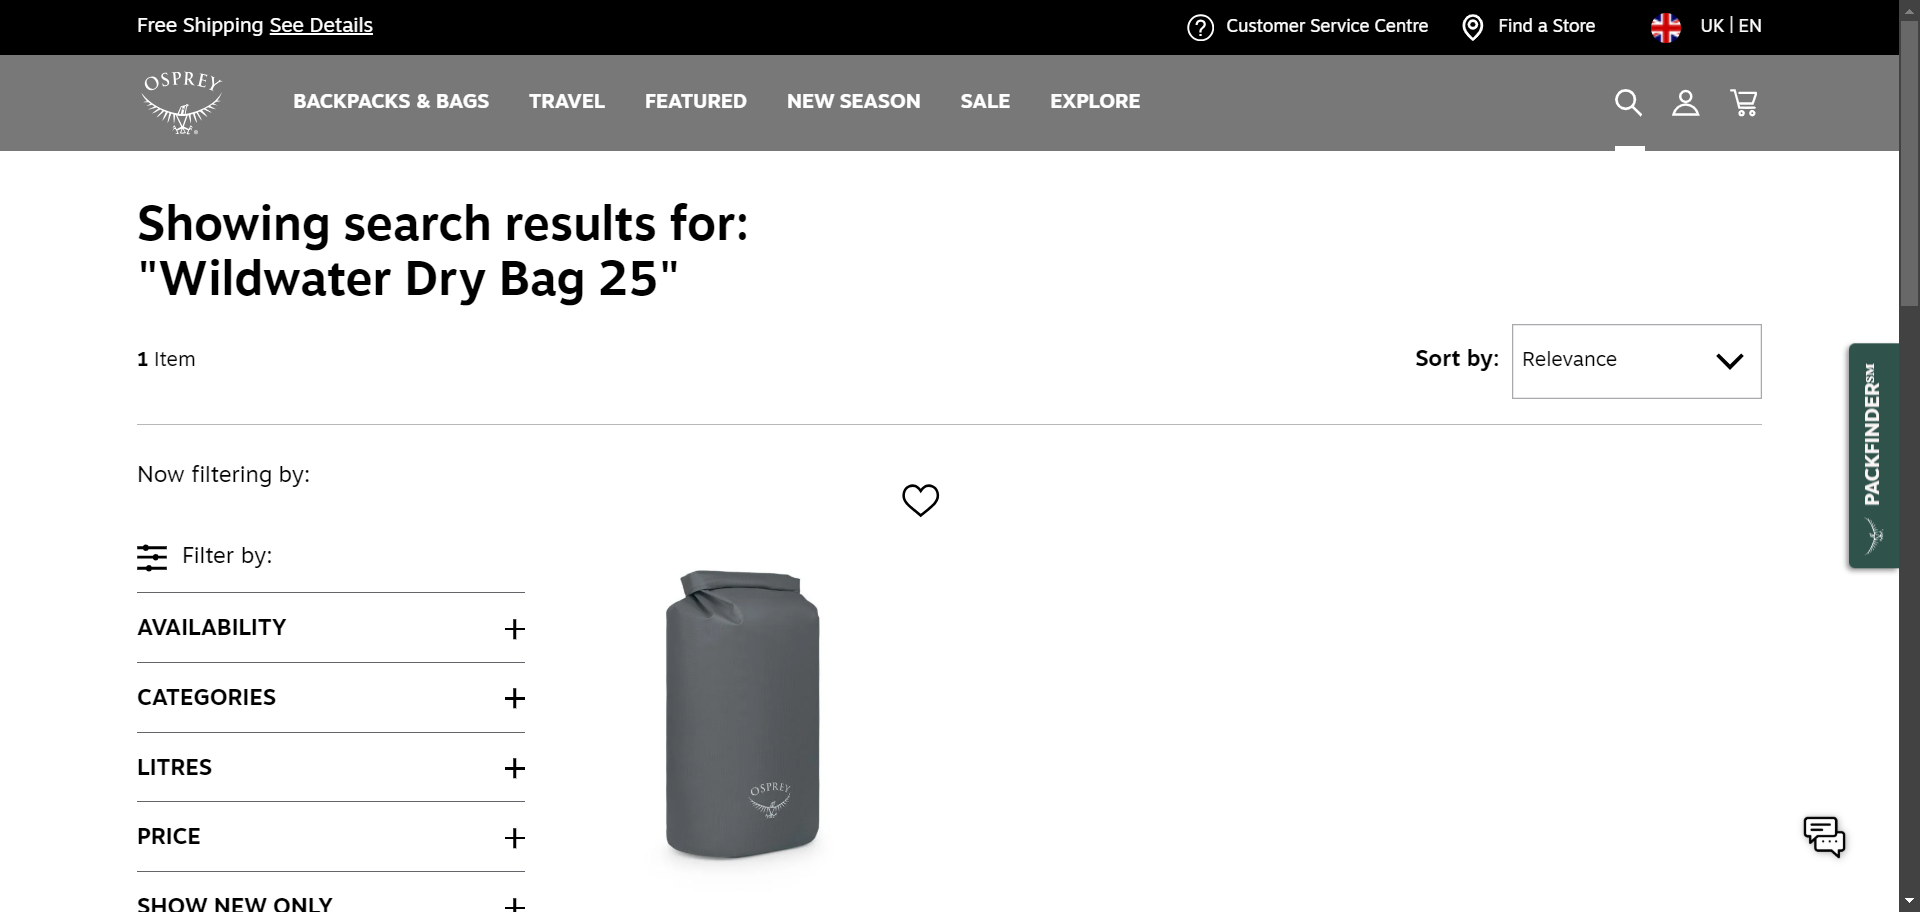 Free Shipping See Details
Customer Service Centre
Find a Store
UK | EN
OSPREY
BACKPACKS & BAGS
TRAVEL
FEATURED
NEW SEASON
SALE
EXPLORE
Showing search results for:
"Wildwater Dry Bag 25"
1 Item
Sort by:
Relevance
PACKFINDER℠
Now filtering by:
Filter by:
AVAILABILITY
CATEGORIES
LITRES
PRICE
SHOW NEW ONLY
OSPREY